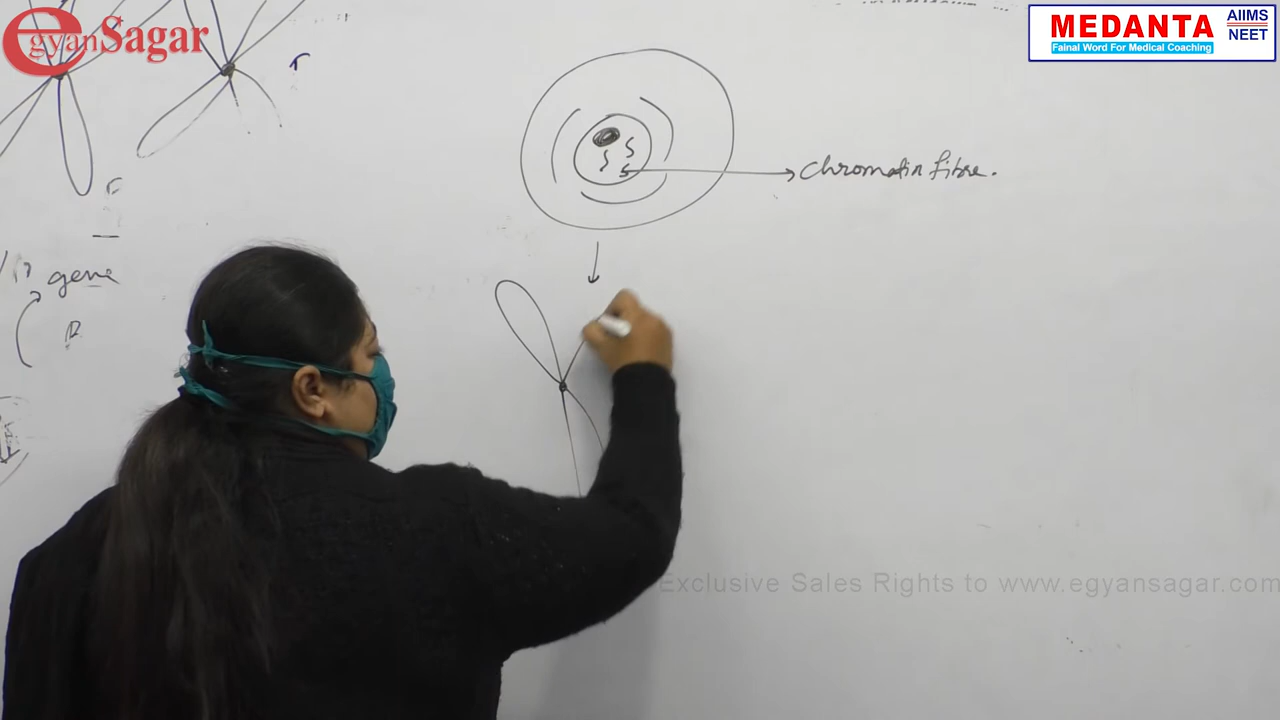 egyanSagar
MEDANTA
AIIMS
NEET
Fainal Word For Medical Coaching
Chromatin fibre.
gene
Exclusive Sales Rights to www.egyansagar.com